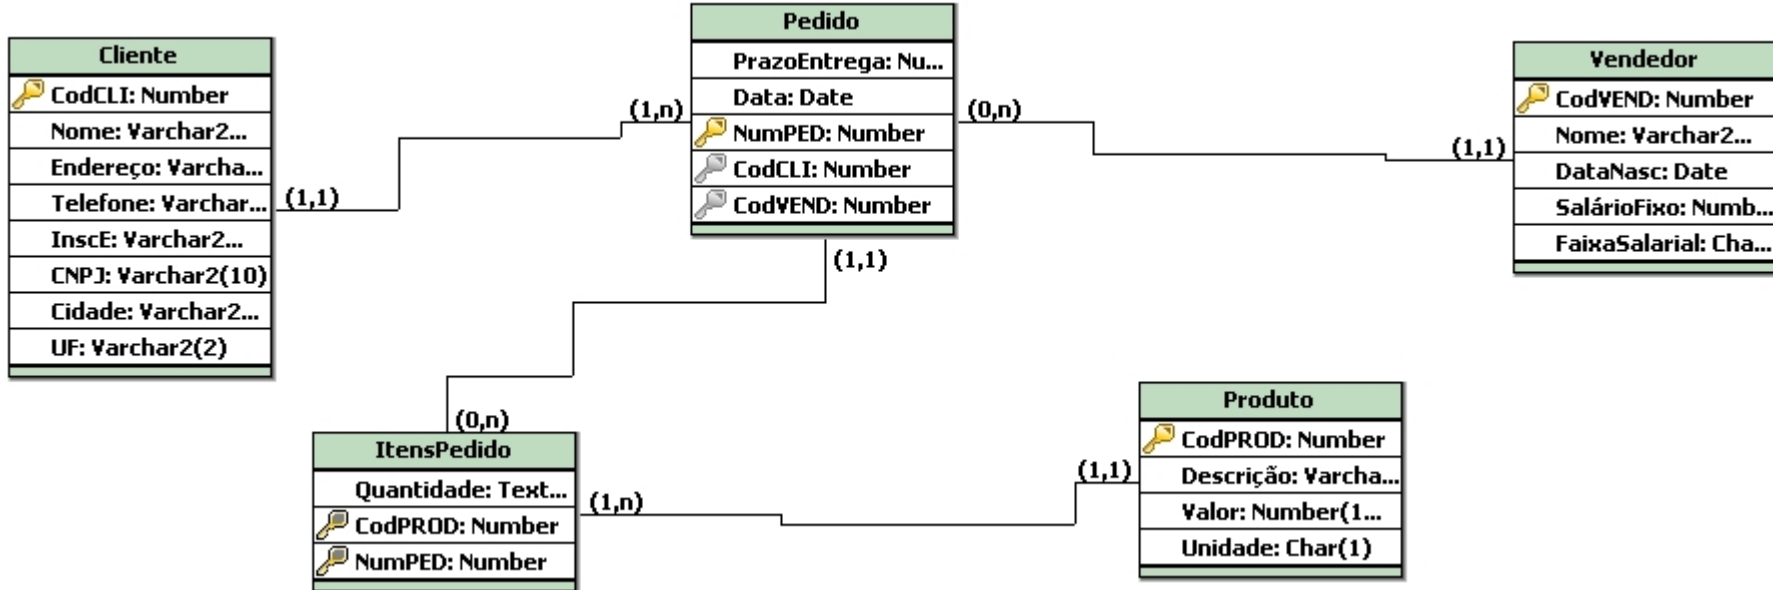 Cliente
CodCLI: Number
Nome: Varchar2...
Endereço: Varcha...
Telefone: Varchar...
InscE: Varchar2...
CNPJ: Varchar2(10)
Cidade: Varchar2...
UF: Varchar2(2)
(1,1)
(1,n)
Pedido
PrazoEntrega: Nu...
Data: Date
NumPED: Number
CodCLI: Number
CodVEND: Number
(0,n)
(1,1)
Vendedor
CodVEND: Number
Nome: Varchar2...
DataNasc: Date
SalárioFixo: Numb...
FaixaSalarial: Cha...
(1,1)
(0,n)
ItensPedido
Quantidade: Text...
CodPROD: Number
NumPED: Number
(1,n)
(1,1)
Produto
CodPROD: Number
Descrição: Varcha...
Valor: Number(1...
Unidade: Char(1)